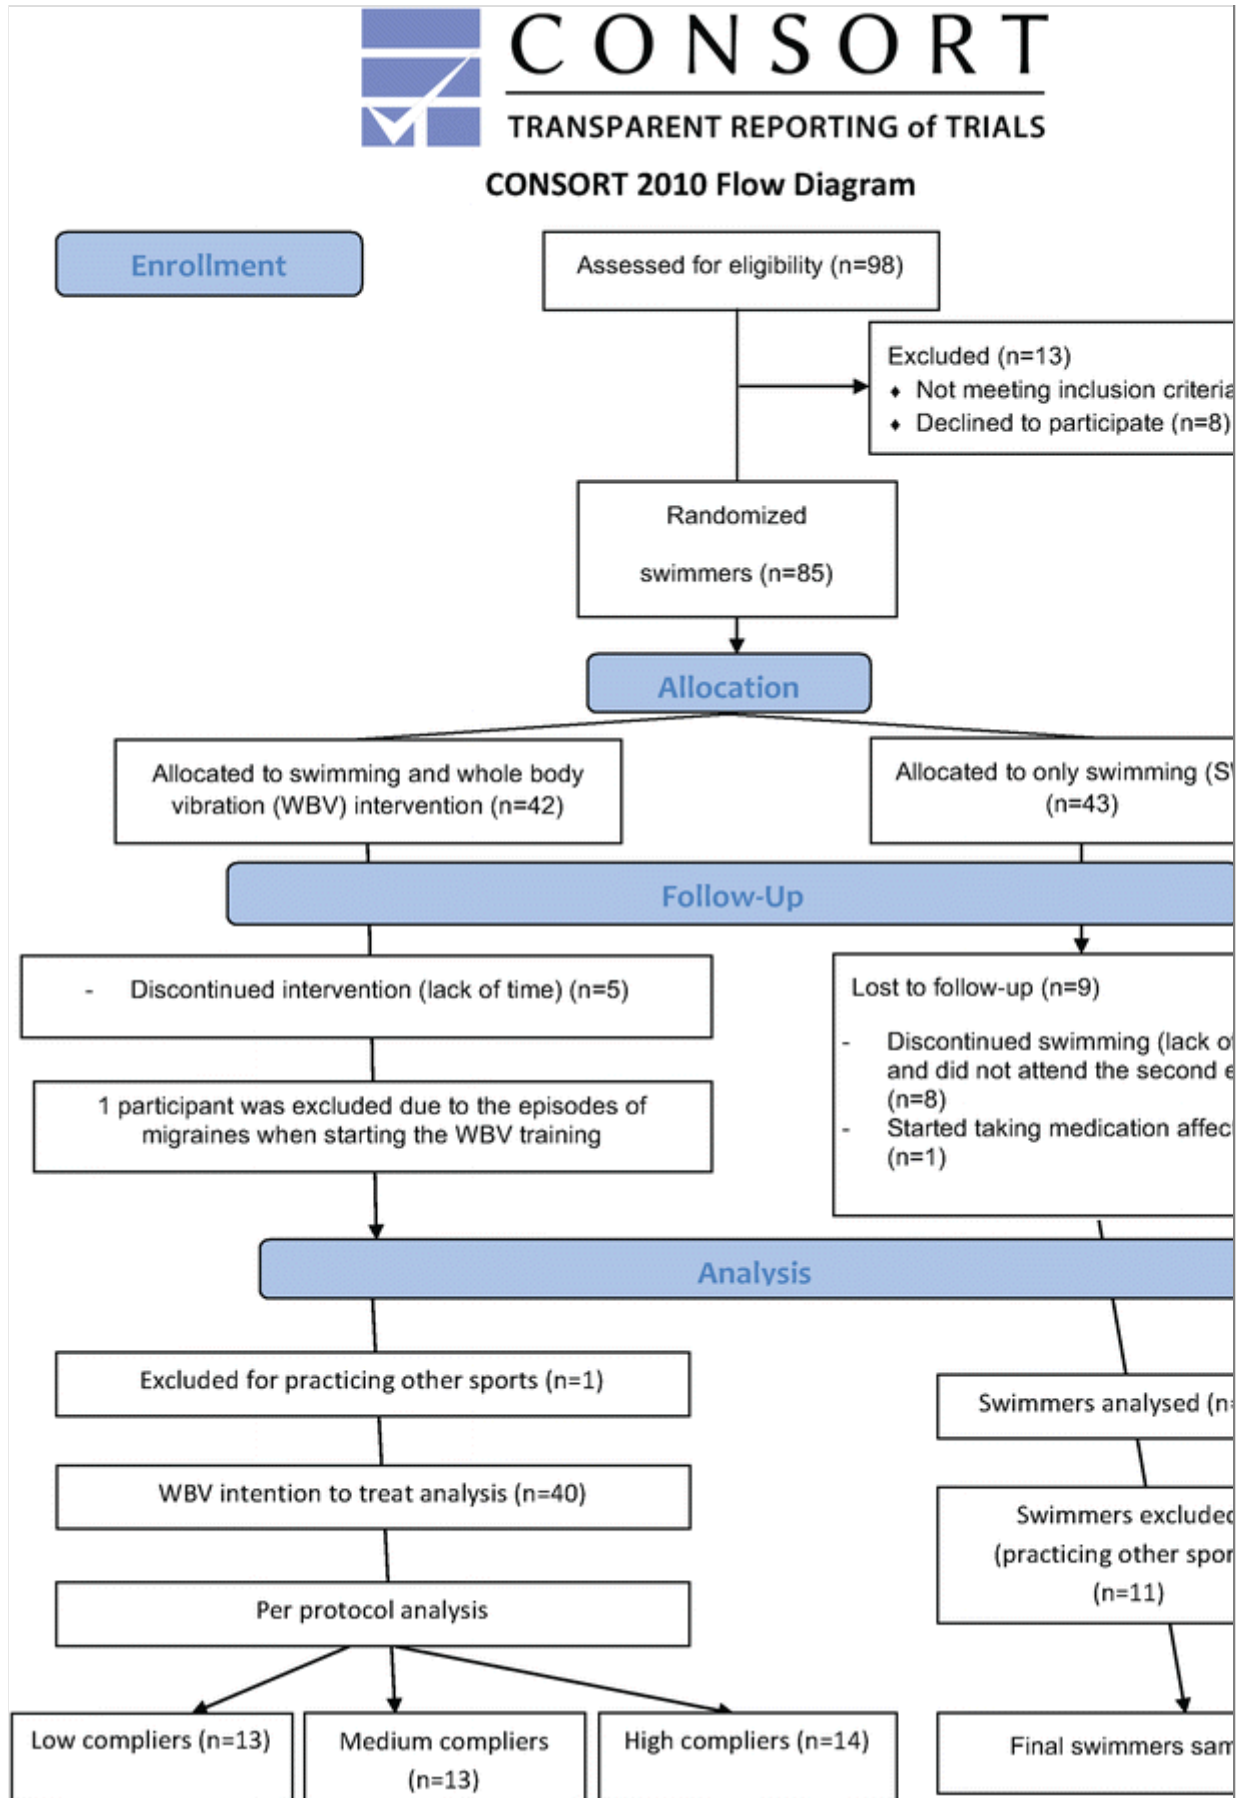 CONSORT
TRANSPARENT REPORTING of TRIALS
CONSORT 2010 Flow Diagram
Enrollment
Assessed for eligibility (n=98)
Excluded (n=13)
♦ Not meeting inclusion criteria
♦ Declined to participate (n=8)
Randomized
swimmers (n=85)
Allocation
Allocated to swimming and whole body
vibration (WBV) intervention (n=42)
Allocated to only swimming
(n=43)
Follow-Up
- Discontinued intervention (lack of time) (n=5)
1 participant was excluded due to the episodes of
migraines when starting the WBV training
Lost to follow-up (n=9)
- Discontinued swimming (lack
and did not attend the second
(n=8)
- Started taking medication
(n=1)
Analysis
Excluded for practicing other sports (n=1)
WBV intention to treat analysis (n=40)
Per protocol analysis
Low compliers (n=13)
Medium compliers
(n=13)
High compliers (n=14)
Swimmers analysed
Swimmers
(practicing other
(n=11)
Final swimmers